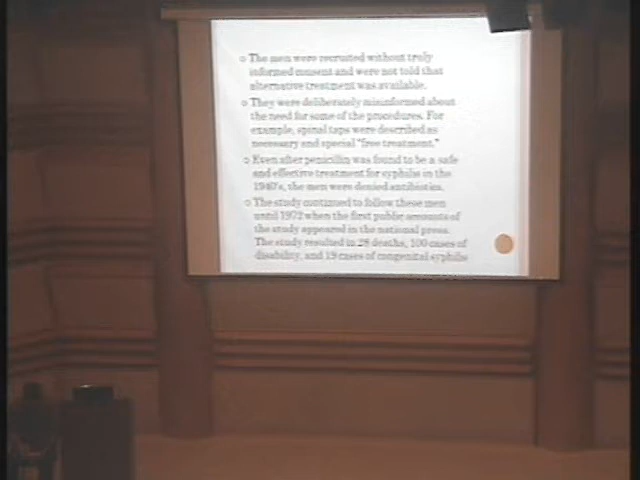 The men were recruited without truly
informed consent and were not told that
alternative treatment was available.
They were deliberately misinformed about
the need for some of the procedures. For
example, spinal taps were described as
necessary and special "free treatment."
Even after penicillin was found to be a safe
and effective treatment for syphilis in the
1940's, the men were denied antibiotics.
The study continued to follow these men
until 1972 when the first public accounts of
the study appeared in the national press.
The study resulted in 28 deaths, 100 cases of
disability, and 19 cases of congenital syphilis